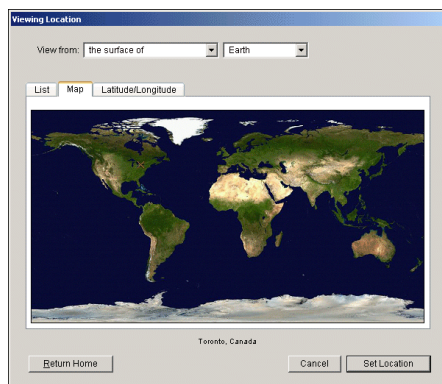 Viewing Location
View from: the surface of Earth
List Map Latitude/Longitude
Toronto, Canada
Return Home Cancel Set Location